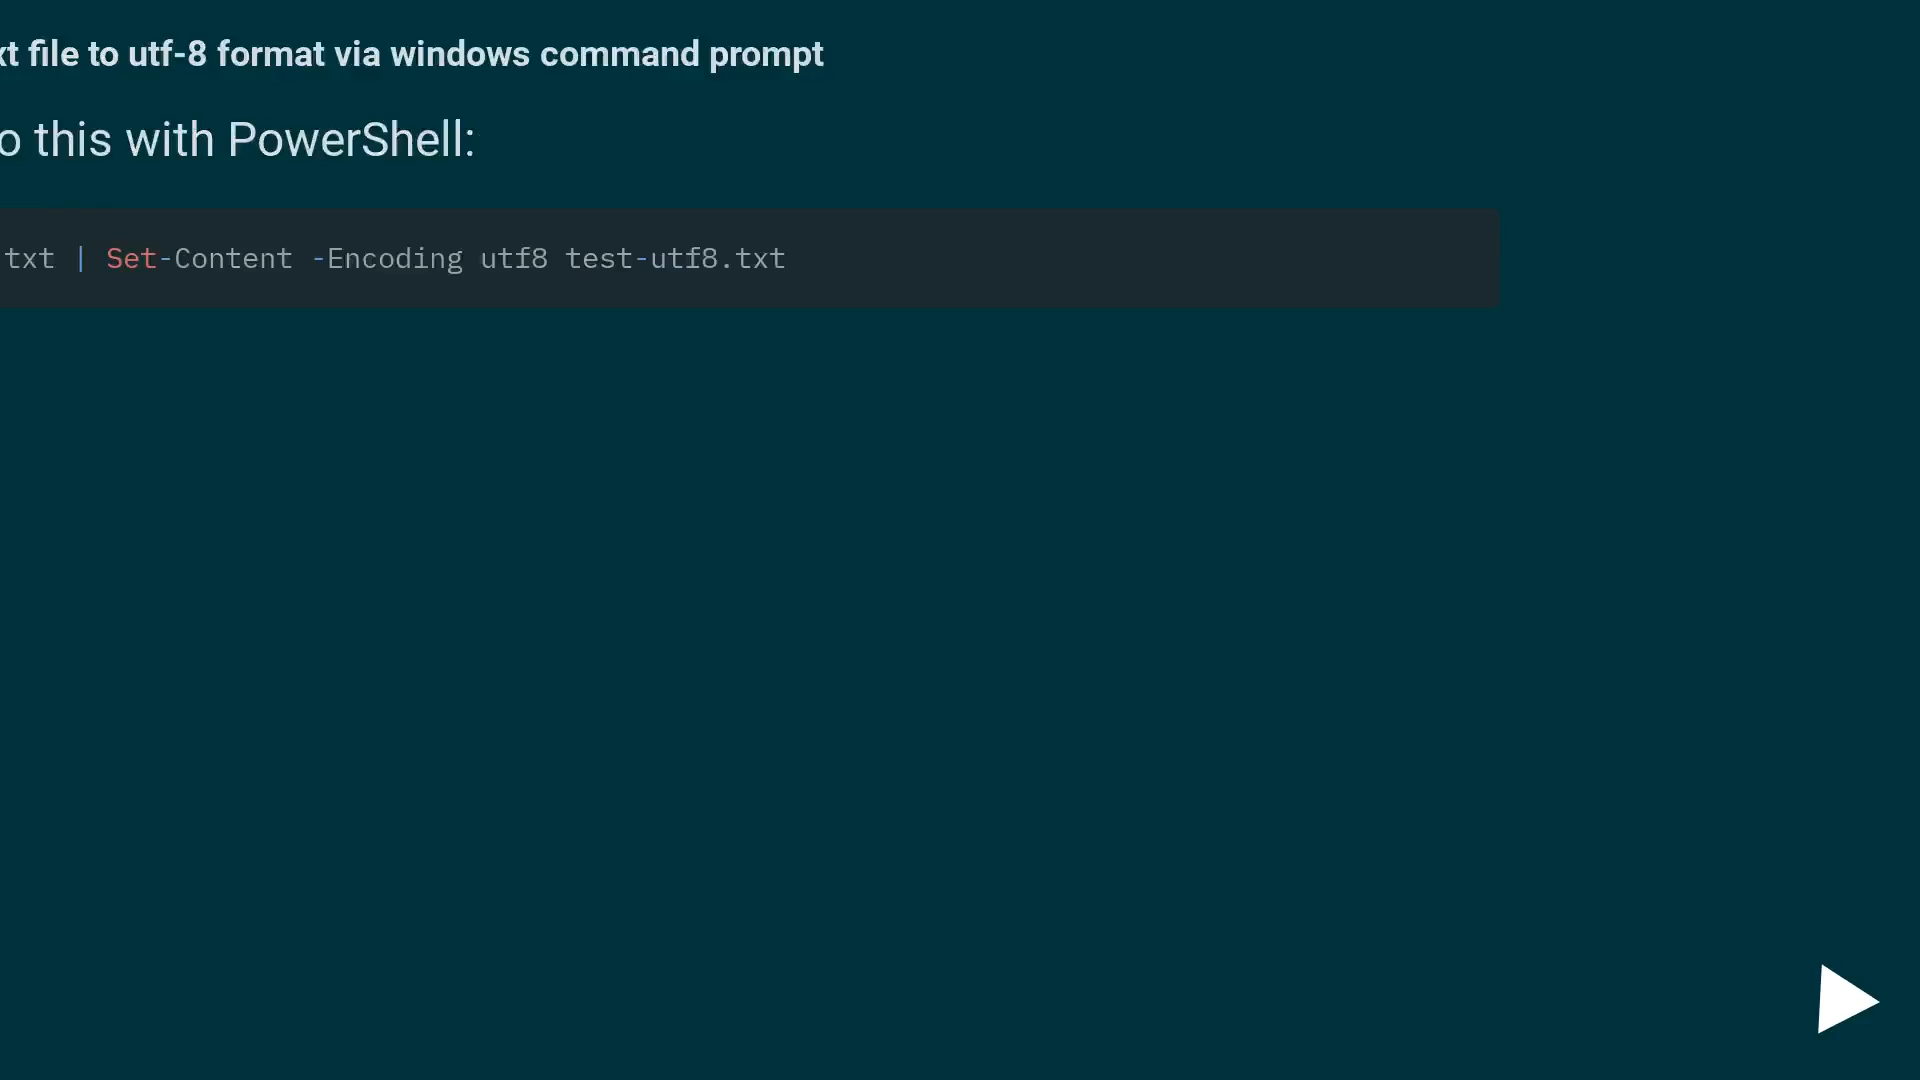 file to utf-8 format via windows command prompt
this with PowerShell:
txt | Set-Content -Encoding utf8 test-utf8.txt